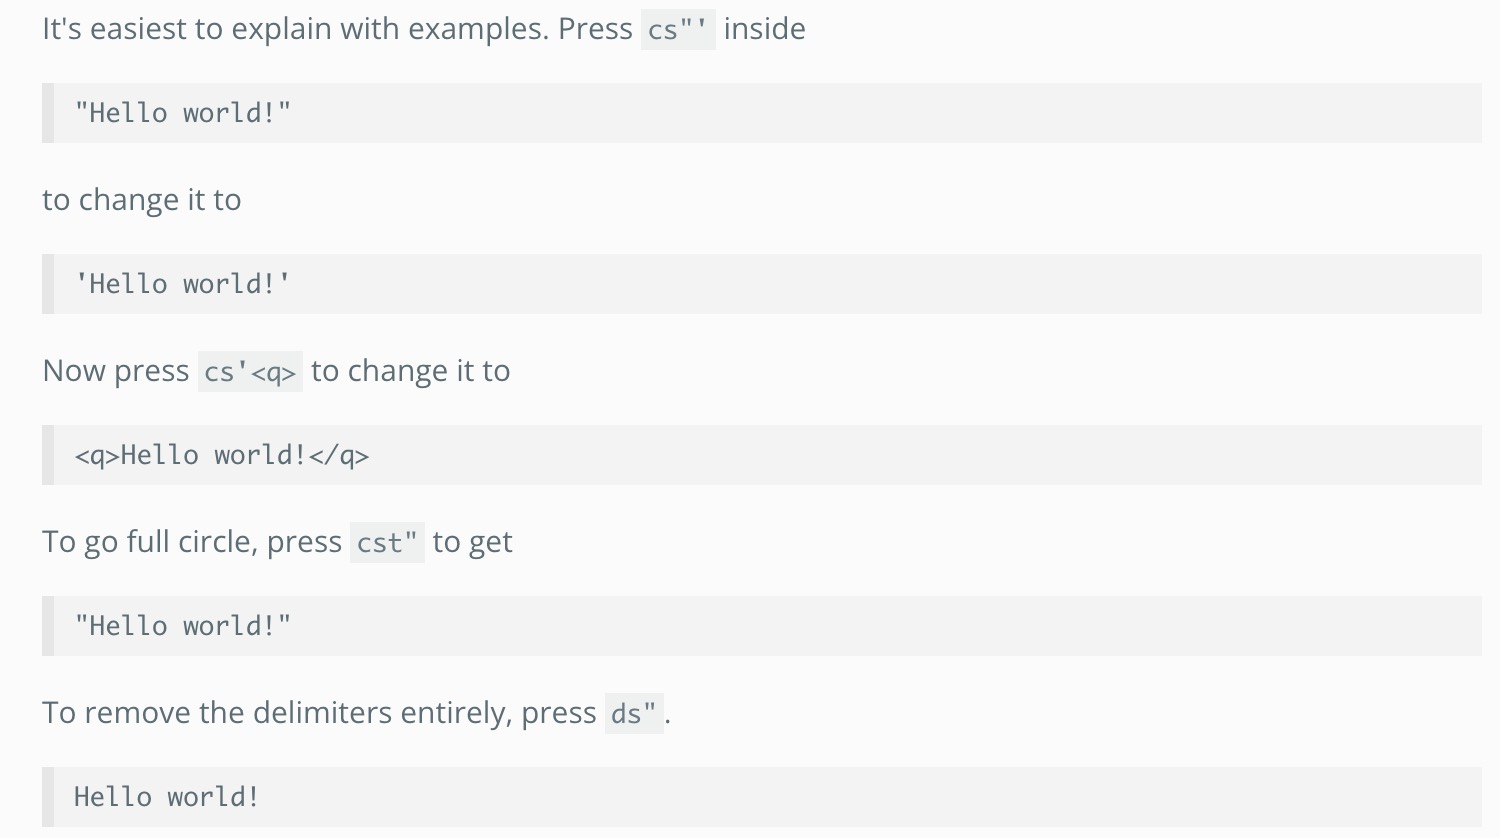 It's easiest to explain with examples. Press cs"' inside
"Hello world!"
to change it to
'Hello world!'
Now press cs'<q> to change it to
<q>Hello world!</q>
To go full circle, press cst" to get
"Hello world!"
To remove the delimiters entirely, press ds".
Hello world!